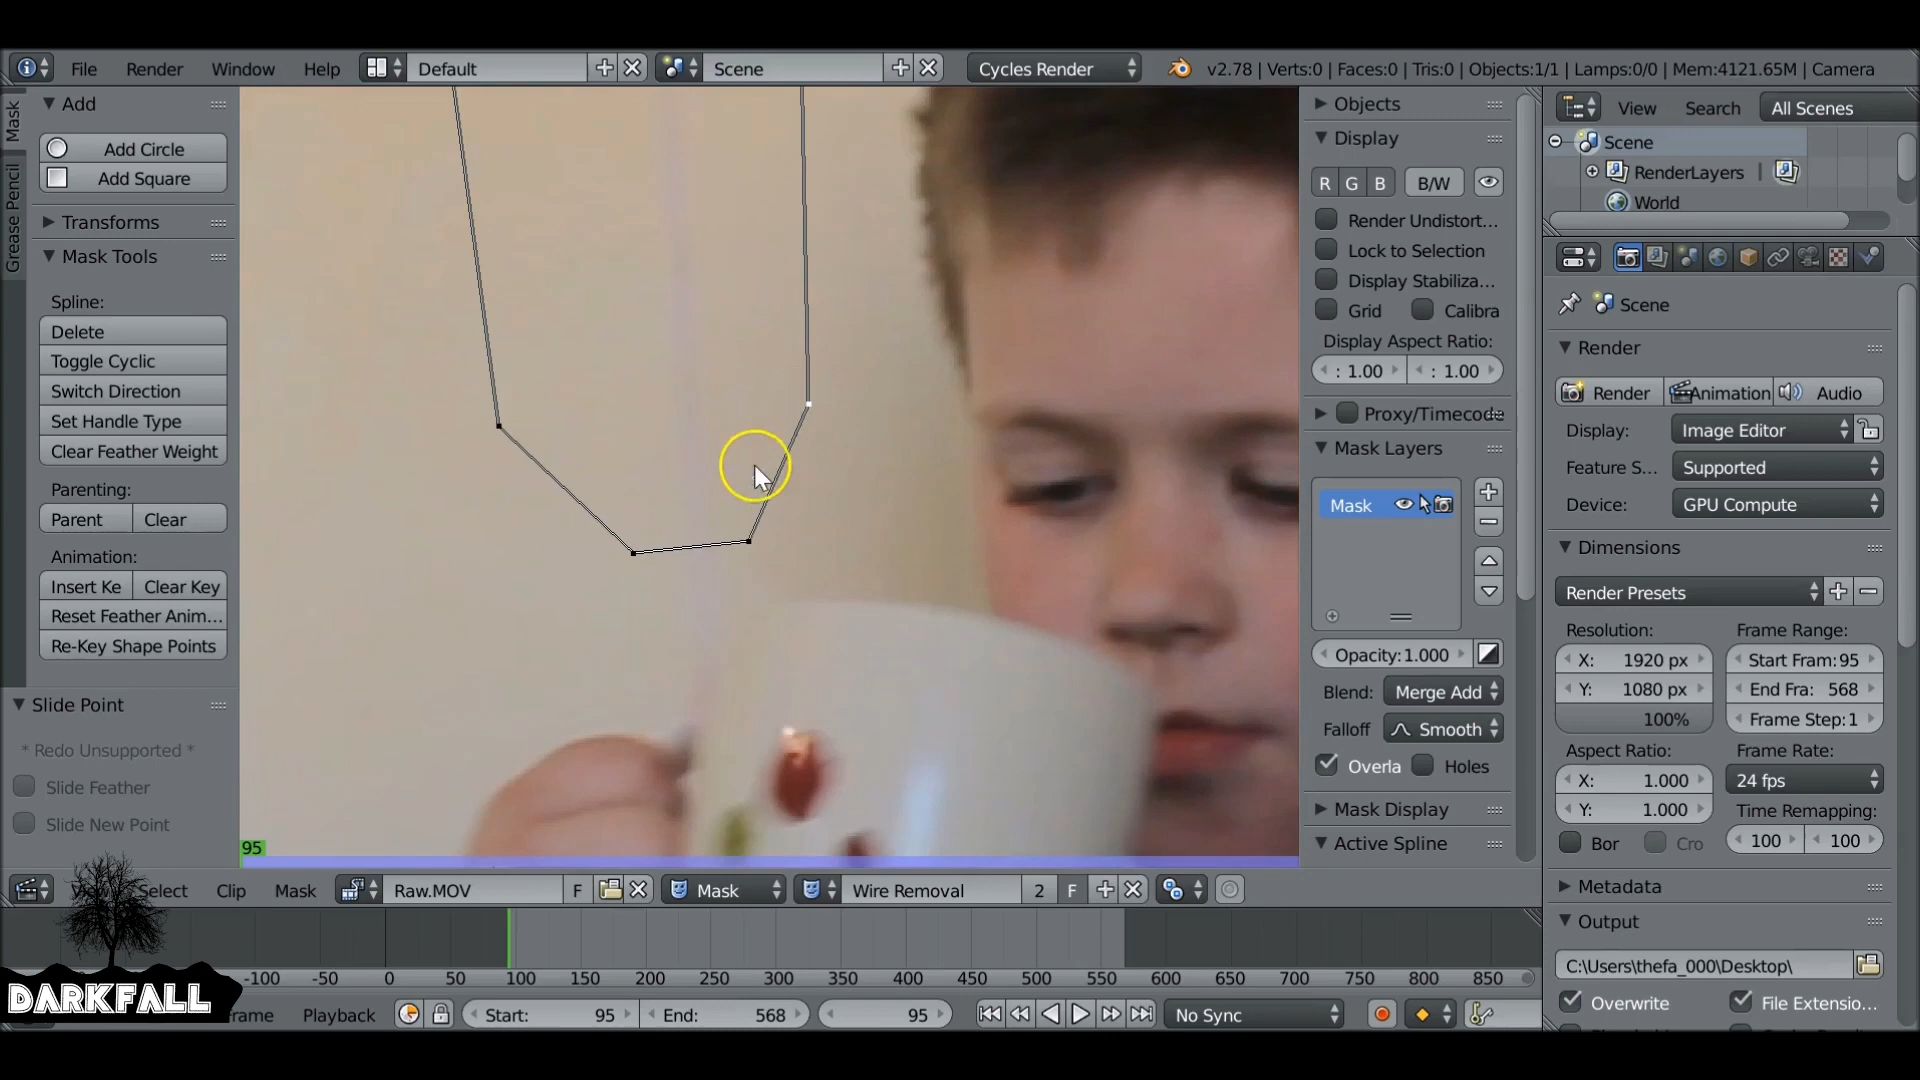 File Render Window Help Default Scene Cycles Render v2.78 | Verts:0 | Faces:0 | Tris:0 | Objects:1/1 | Lamps:0/0 | Mem:4121.65M | Camera
Mask
Grease Pencil
Add
Add Circle
Add Square
Transforms
Mask Tools
Spline:
Delete
Toggle Cyclic
Switch Direction
Set Handle Type
Clear Feather Weight
Parenting:
Parent Clear
Animation:
Insert Ke Clear Key
Reset Feather Anim...
Re-Key Shape Points
Slide Point
* Redo Unsupported *
Slide Feather
Slide New Point
95
Objects
Display
R G B B/W
Render Undistort...
Lock to Selection
Display Stabiliza...
Grid Calibra
Display Aspect Ratio:
: 1.00 : 1.00
Proxy/Timecode
Mask Layers
Mask
Opacity: 1.000
Blend: Merge Add
Falloff Smooth
Overla Holes
Mask Display
Active Spline
View Search All Scenes
Scene
RenderLayers
World
Scene
Render
Render Animation Audio
Display: Image Editor
Feature S... Supported
Device: GPU Compute
Dimensions
Render Presets
Resolution: Frame Range:
X: 1920 px Start Fram: 95
Y: 1080 px End Fra: 568
100% Frame Step: 1
Aspect Ratio: Frame Rate:
X: 1.000 24 fps
Y: 1.000 Time Remapping:
Bor Cro 100 100
Metadata
Output
C:\Users\thefa_000\Desktop\
Overwrite File Extensio...
Select Clip Mask Raw.MOV F Mask Wire Removal 2 F
-100 -50 0 50 100 150 200 250 300 350 400 450 500 550 600 650 700 750 800 850
DARKFALL
Playback Start: 95 End: 568 95 No Sync